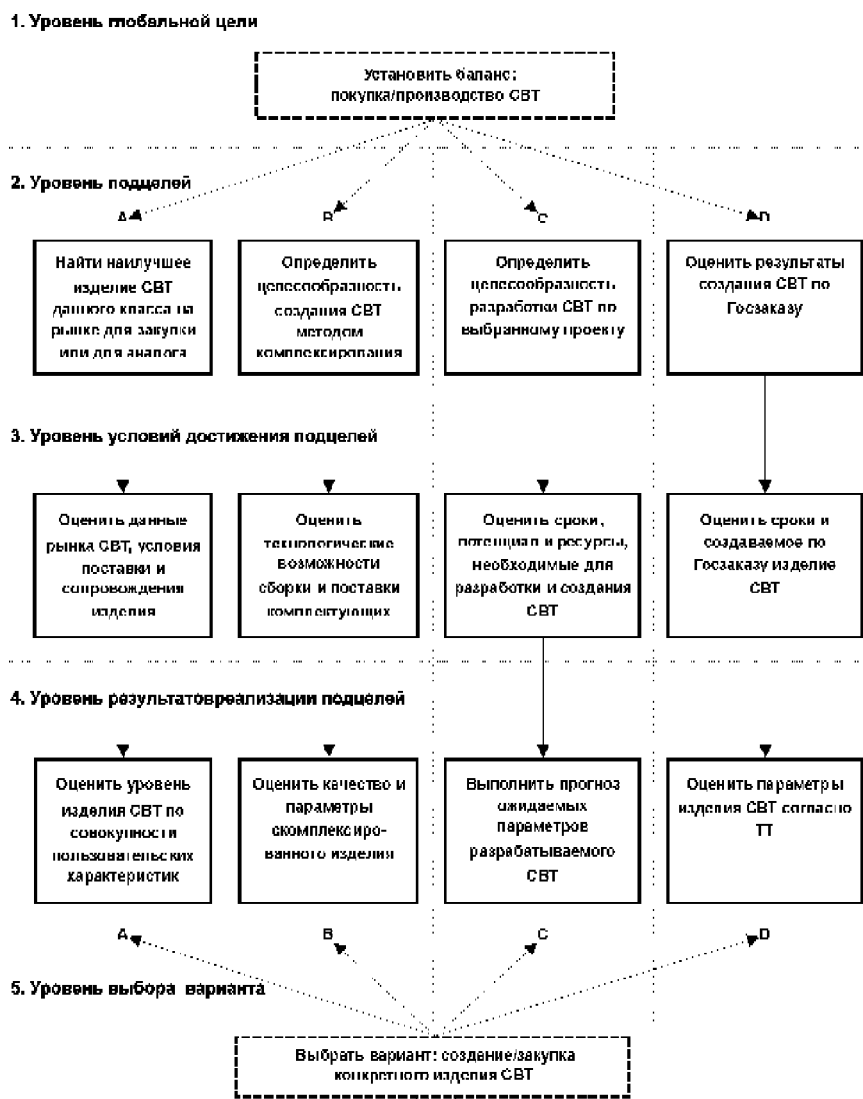 1. Уровень глобальной цели
Установить баланс:
покупка/производство СВТ
2. Уровень подцелей
A
B
C
D
Найти наилучшее
изделие СВТ
данного класса на
рынке для закупки
или для аналога
Определить
целесообразность
создания СВТ
методом
комплексирования
Определить
целесообразность
разработки СВТ по
выбранному проекту
Оценить результаты
создания СВТ по
Госзаказу
3. Уровень условий достижения подцелей
Оценить данные
рынка СВТ, условия
поставки и
сопровождения
изделия
Оценить
технологические
возможности
сборки и поставки
комплектующих
Оценить сроки,
потенциал и ресурсы,
необходимые для
разработки и создания
СВТ
Оценить сроки и
создаваемое по
Госзаказу изделие
СВТ
4. Уровень результатовреализации подцелей
Оценить уровень
изделия СВТ по
совокупности
пользовательских
характеристик
Оценить качество и
параметры
скомплексиро-
ванного изделия
Выполнить прогноз
ожидаемых
параметров
разрабатываемого
СВТ
Оценить параметры
изделия СВТ согласно
ТТ
A
B
C
D
5. Уровень выбора варианта
Выбрать вариант: создание/закупка
конкретного изделия СВТ